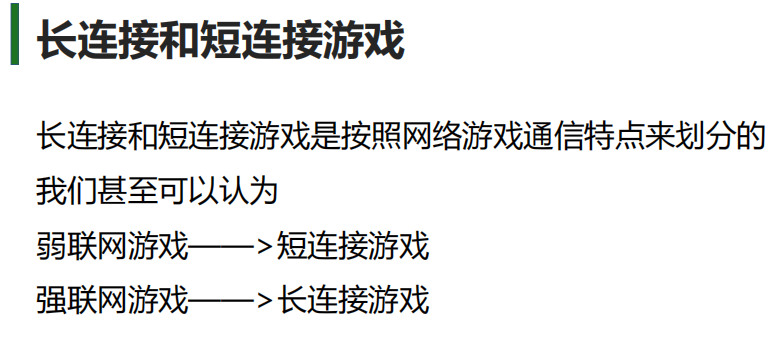 长连接和短连接游戏
长连接和短连接游戏是按照网络游戏通信特点来划分的
我们甚至可以认为
弱联网游戏——>短连接游戏
强联网游戏——>长连接游戏